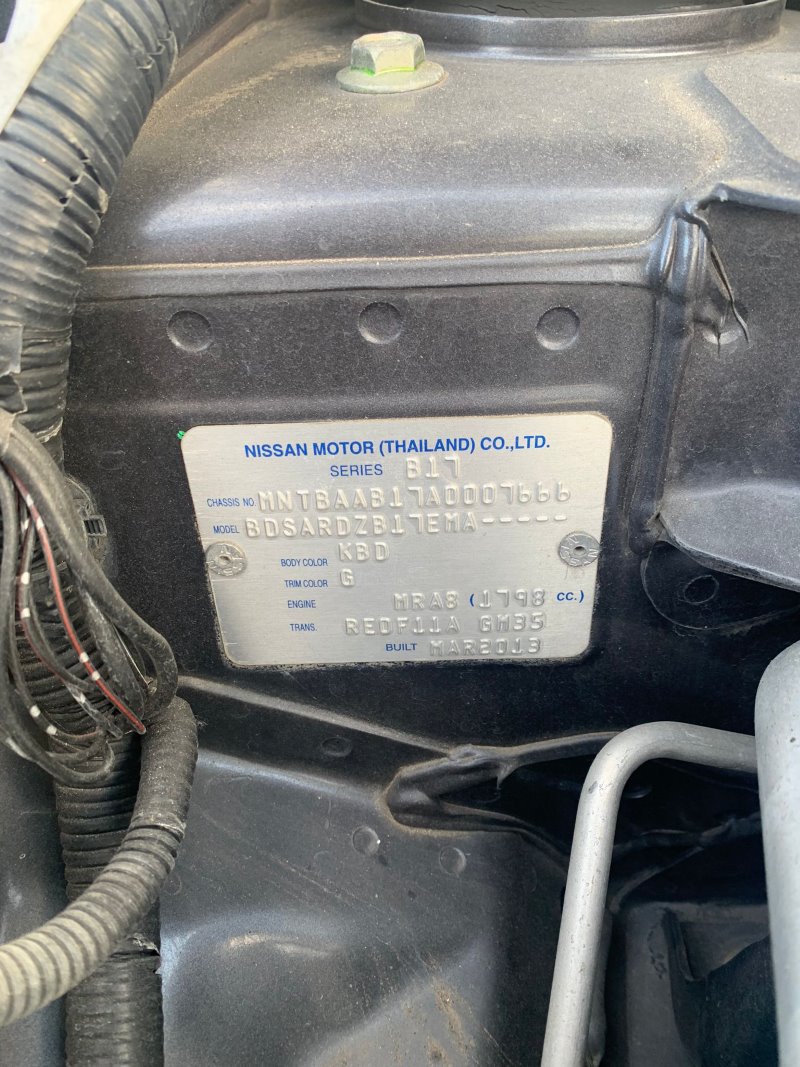 NISSAN MOTOR (THAILAND) CO.,LTD.
SERIES B17
CHASSIS NO. MNTBAAB17A0007666
MODEL BDSARDZB17EMA-----
BODY COLOR KBD
TRIM COLOR G
ENGINE MRA8 (1798 CC.)
TRANS. RE0F11A GM35
BUILT MAR2013